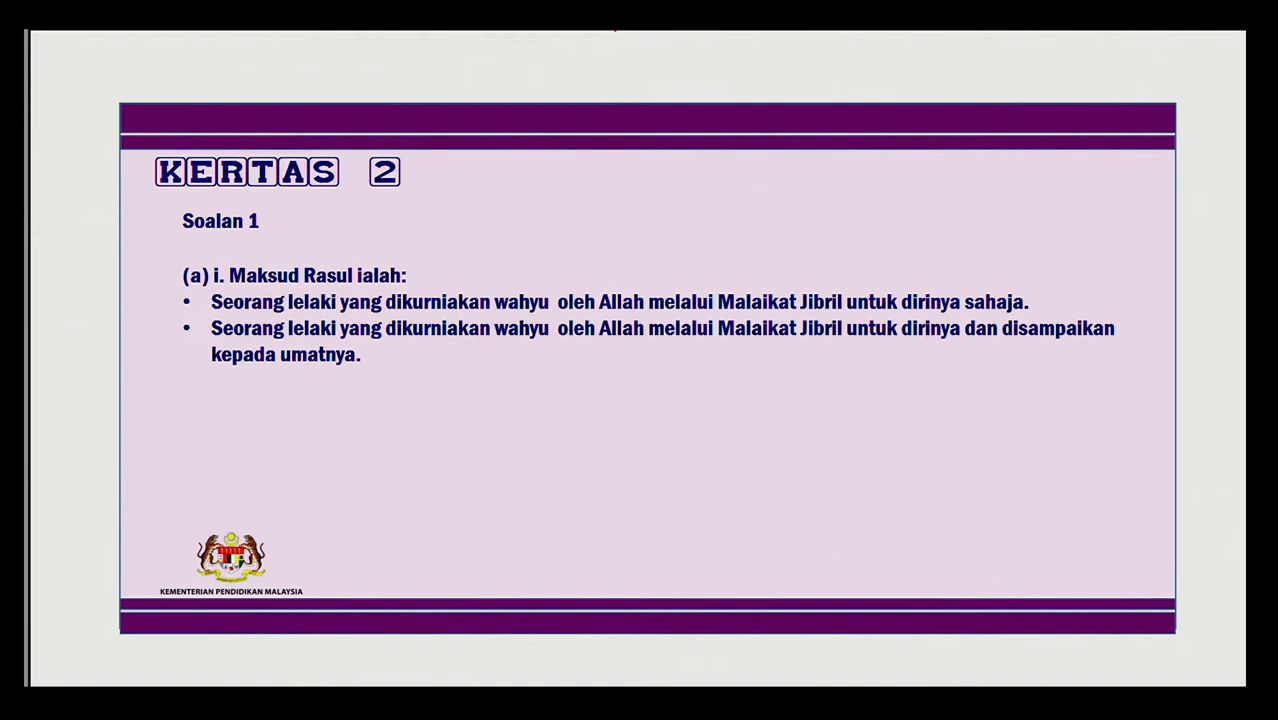 KERTAS 2
Soalan 1
(a) i. Maksud Rasul ialah:
• Seorang lelaki yang dikurniakan wahyu oleh Allah melalui Malaikat Jibril untuk dirinya sahaja.
• Seorang lelaki yang dikurniakan wahyu oleh Allah melalui Malaikat Jibril untuk dirinya dan disampaikan
kepada umatnya.
KEMENTERIAN PENDIDIKAN MALAYSIA